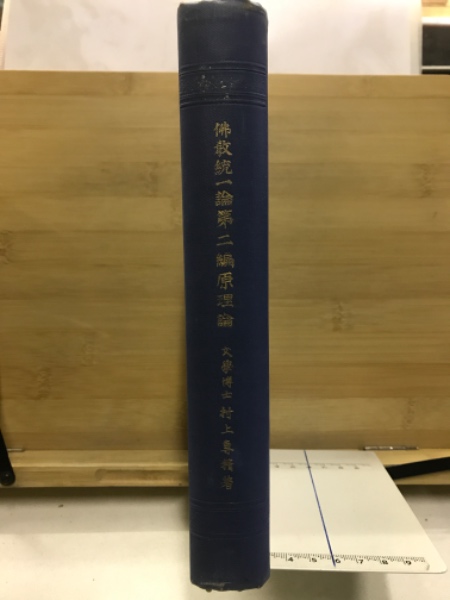 佛敎統一論第二編原理論
文學博士 村上專精著
4 5 6 7 8 9